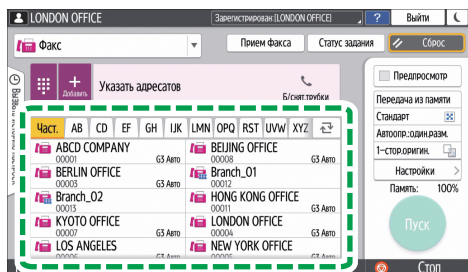 LONDON OFFICE
Зарегистрирован:[LONDON OFFICE]
?
Выйти
Факс
Прием факса
Статус задания
Сброс
Добавить
Указать адресатов
Б/снят.трубки
Предпросмотр
Передача из памяти
Стандарт
Автоопр.:один.разм.
1-стор.оригин.
Настройки
Память: 100%
Пуск
Стоп
Част. AB CD EF GH IJK LMN OPQ RST UVW XYZ
ABCD COMPANY
00001 G3 Авто
BEIJING OFFICE
00008 G3 Авто
BERLIN OFFICE
00003 G3 Авто
Branch_01
00012
Branch_02
00013
HONG KONG OFFICE
00011 G3 Авто
KYOTO OFFICE
00007 G3 Авто
LONDON OFFICE
00004 G3 Авто
LOS ANGELES
NEW YORK OFFICE